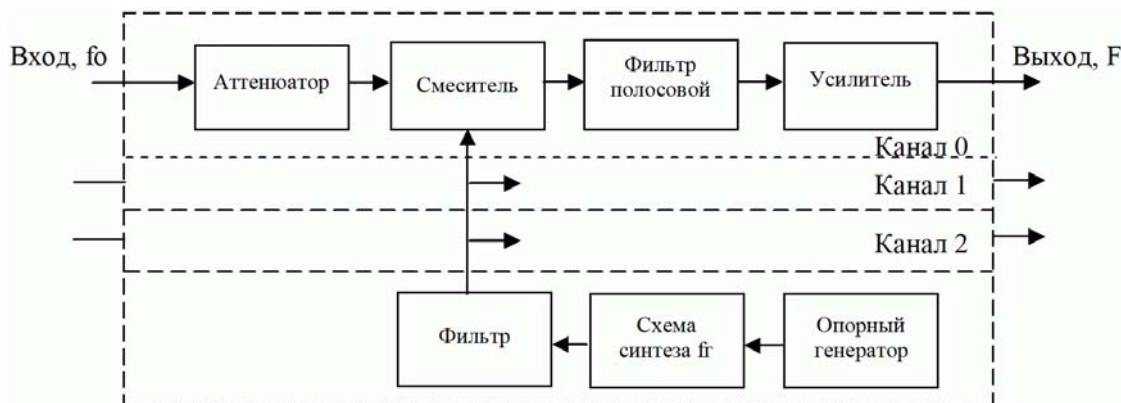 Вход, fo
Выход, F
Аттенюатор
Смеситель
Фильтр
полосовой
Усилитель
Канал 0
Канал 1
Канал 2
Фильтр
Схема
синтеза fг
Опорный
генератор